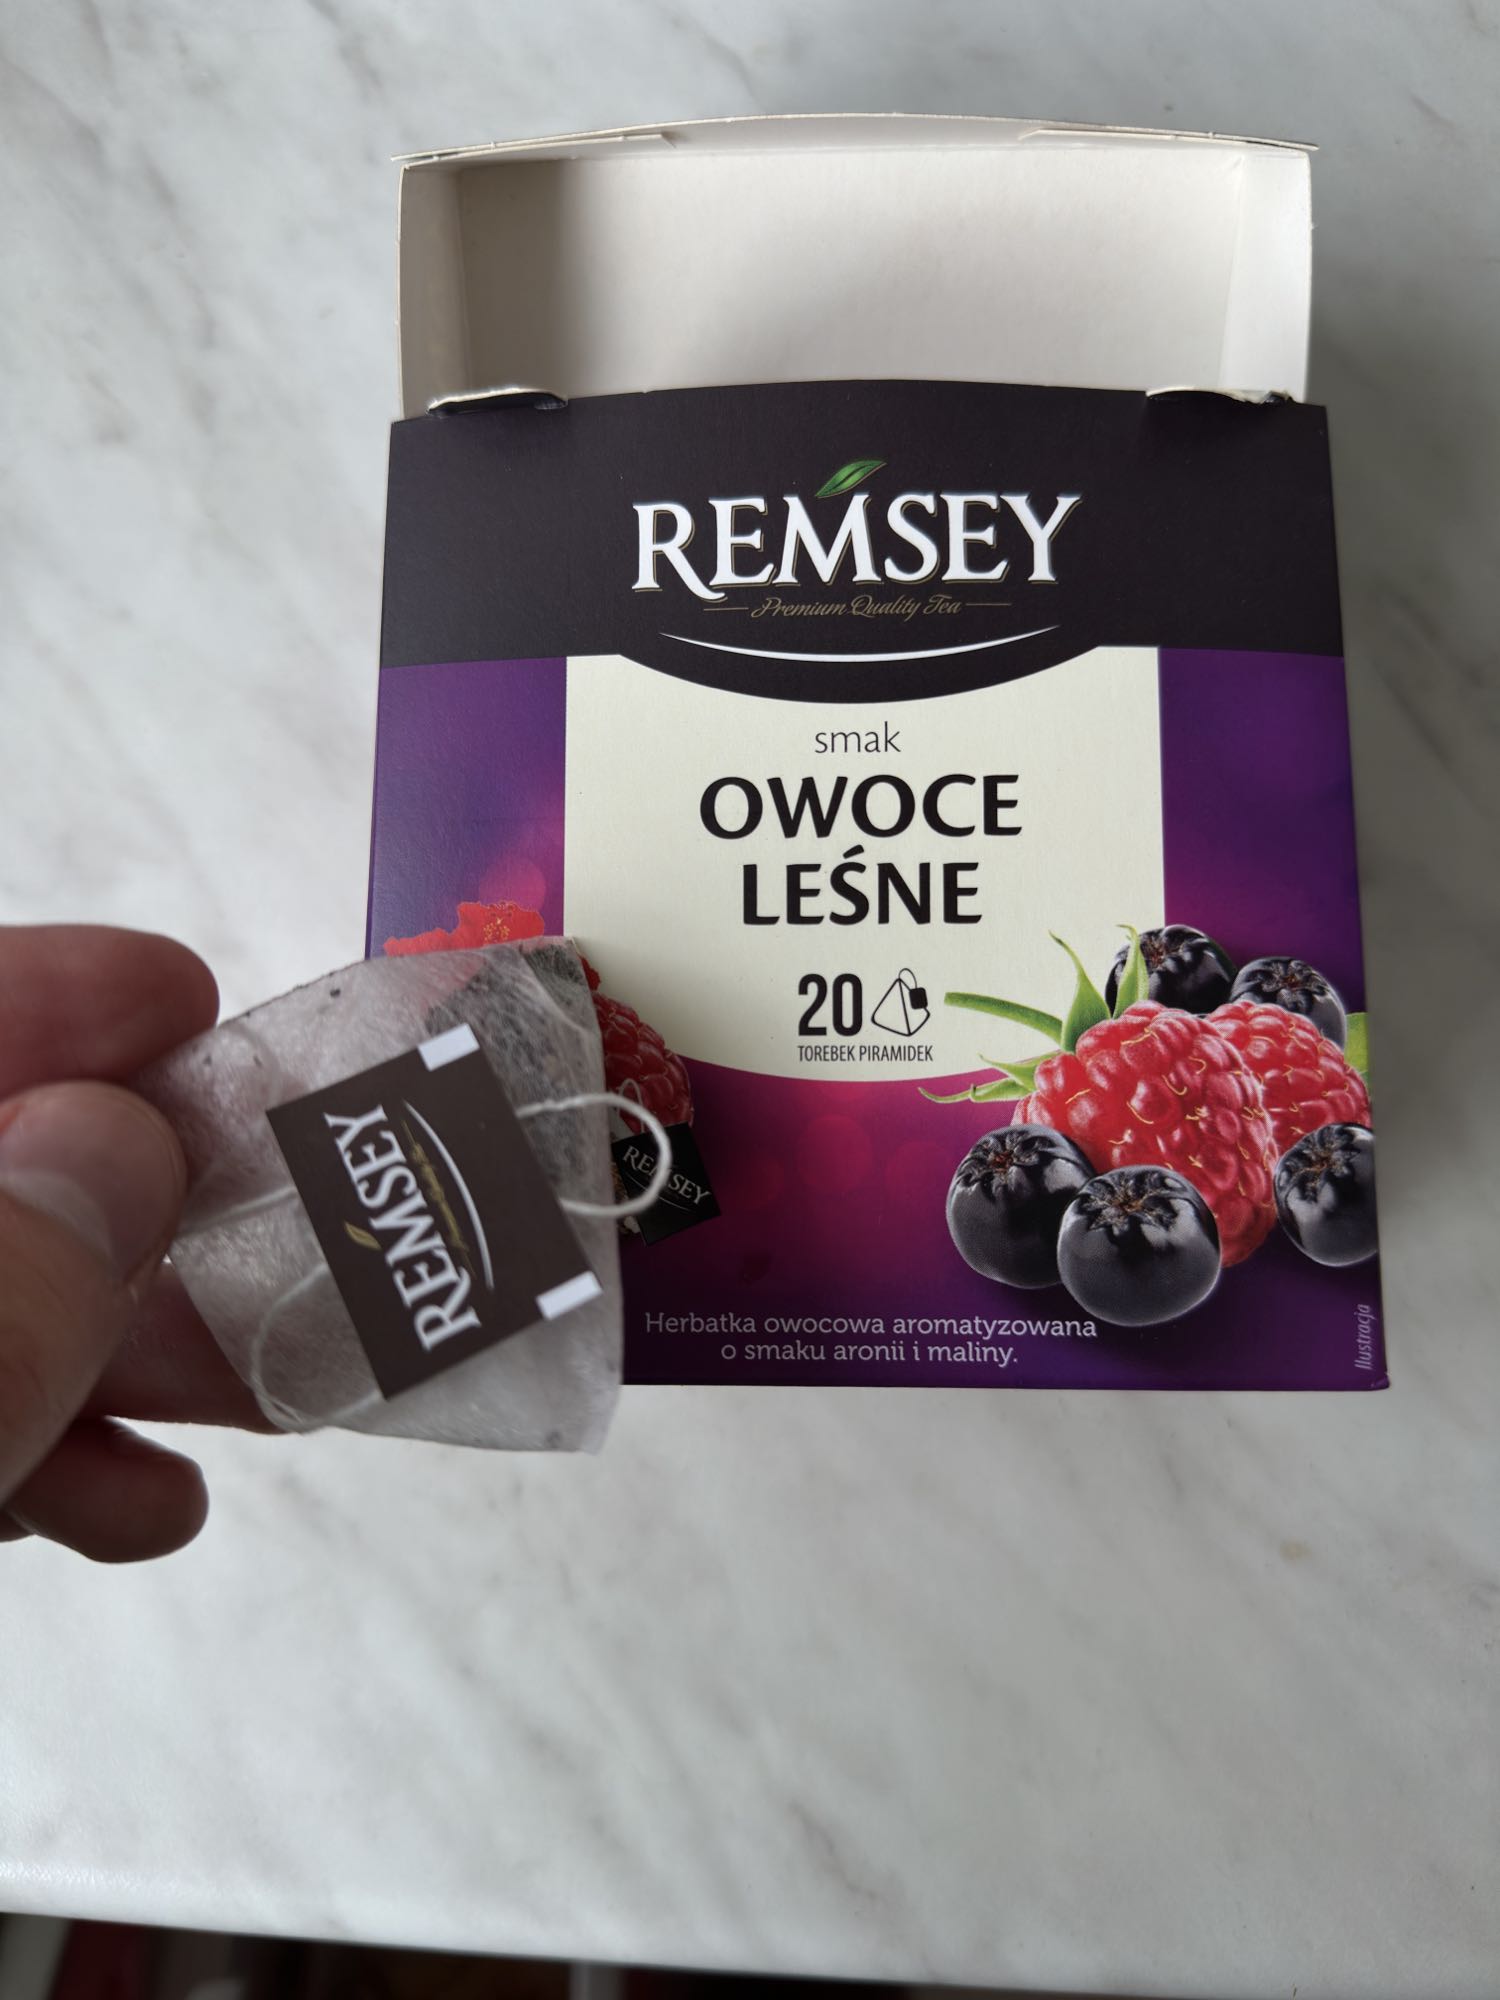 REMSEY
Premium Quality Tea
smak
OWOCE
LEŚNE
20
TOREBEK PIRAMIDEK
REMSEY
REMSEY
Herbatka owocowa aromatyzowana
o smaku aronii i maliny.
Ilustracja